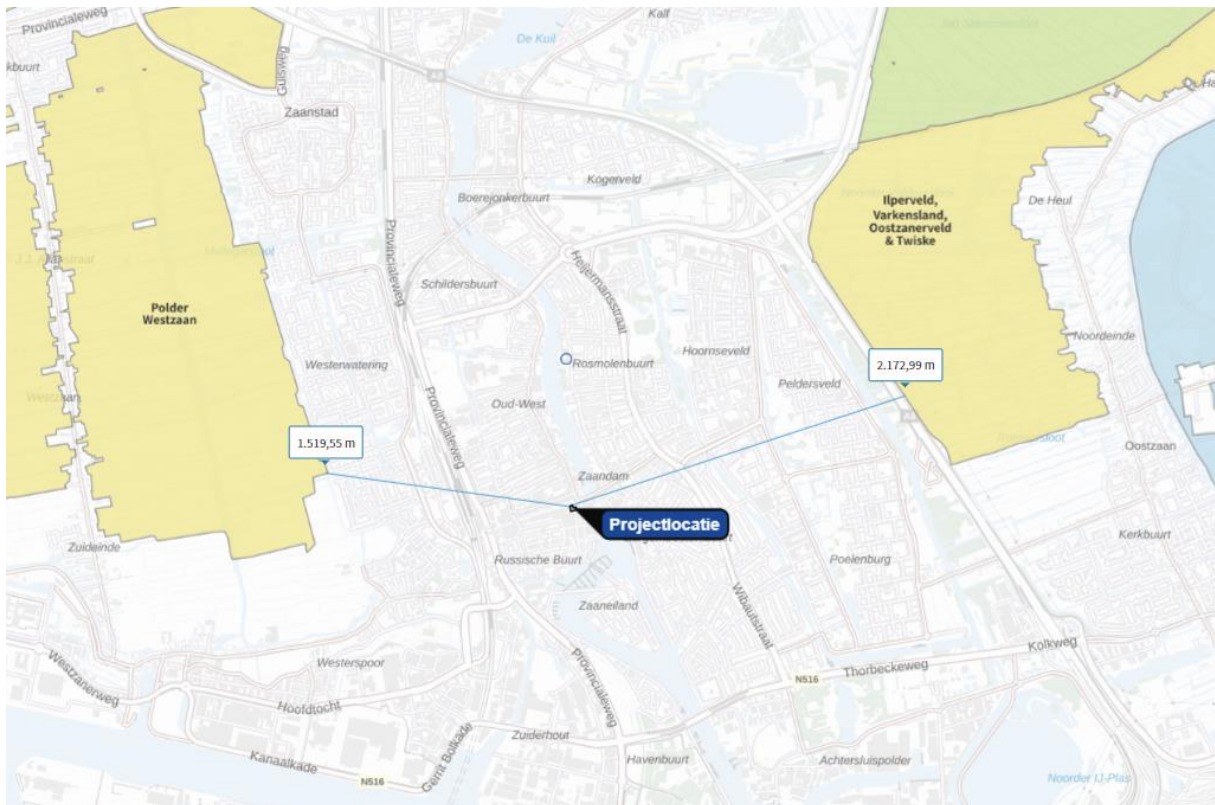 Provincialeweg
Kalf
De Kuil
Guisweg
A8
Zaanstad
Kogerveld
Boerejonkerbuurt
De Heul
Ilperveld,
Varkensland,
Oostzanerveld
& Twiske
Provincialeweg
Heijermansstraat
Schildersbuurt
Polder
Westzaan
Noordeinde
Rosmolenbuurt
Hoornseveld
Westerwatering
2.172,99 m
Peldersveld
Provincialeweg
Oud-West
Westzaan
1.519,55 m
Oostzaan
Zaandam
Projectlocatie
Zuideinde
Kerkbuurt
Russische Buurt
Poelenburg
Zaaneiland
Wibautstraat
Kolkweg
Westerspoor
Thorbeckeweg
N516
Westzanerweg
Provincialeweg
Hoofdtocht
Zuiderhout
Gerrit Bolkade
Kanaalkade
Havenbuurt
Achtersluispolder
N516
Noorder IJ-Plas